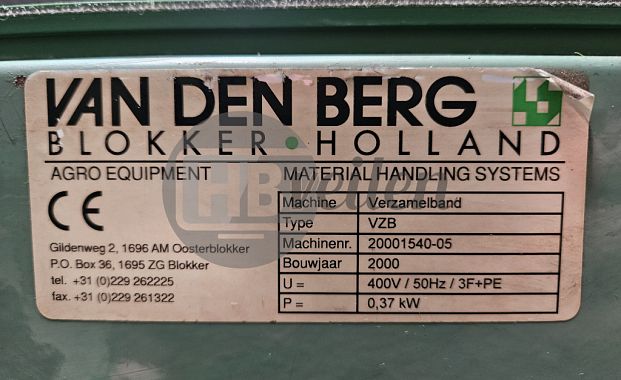 VAN DEN BERG
BLOKKER • HOLLAND
AGRO EQUIPMENT MATERIAL HANDLING SYSTEMS
CE
Gildenweg 2, 1696 AM Oosterblokker
P.O. Box 36, 1695 ZG Blokker
tel. +31 (0)229 262225
fax. +31 (0)229 261322
Machine Verzamelband
Type VZB
Machinenr. 20001540-05
Bouwjaar 2000
U = 400V / 50Hz / 3F+PE
P = 0,37 kW
HB veilen